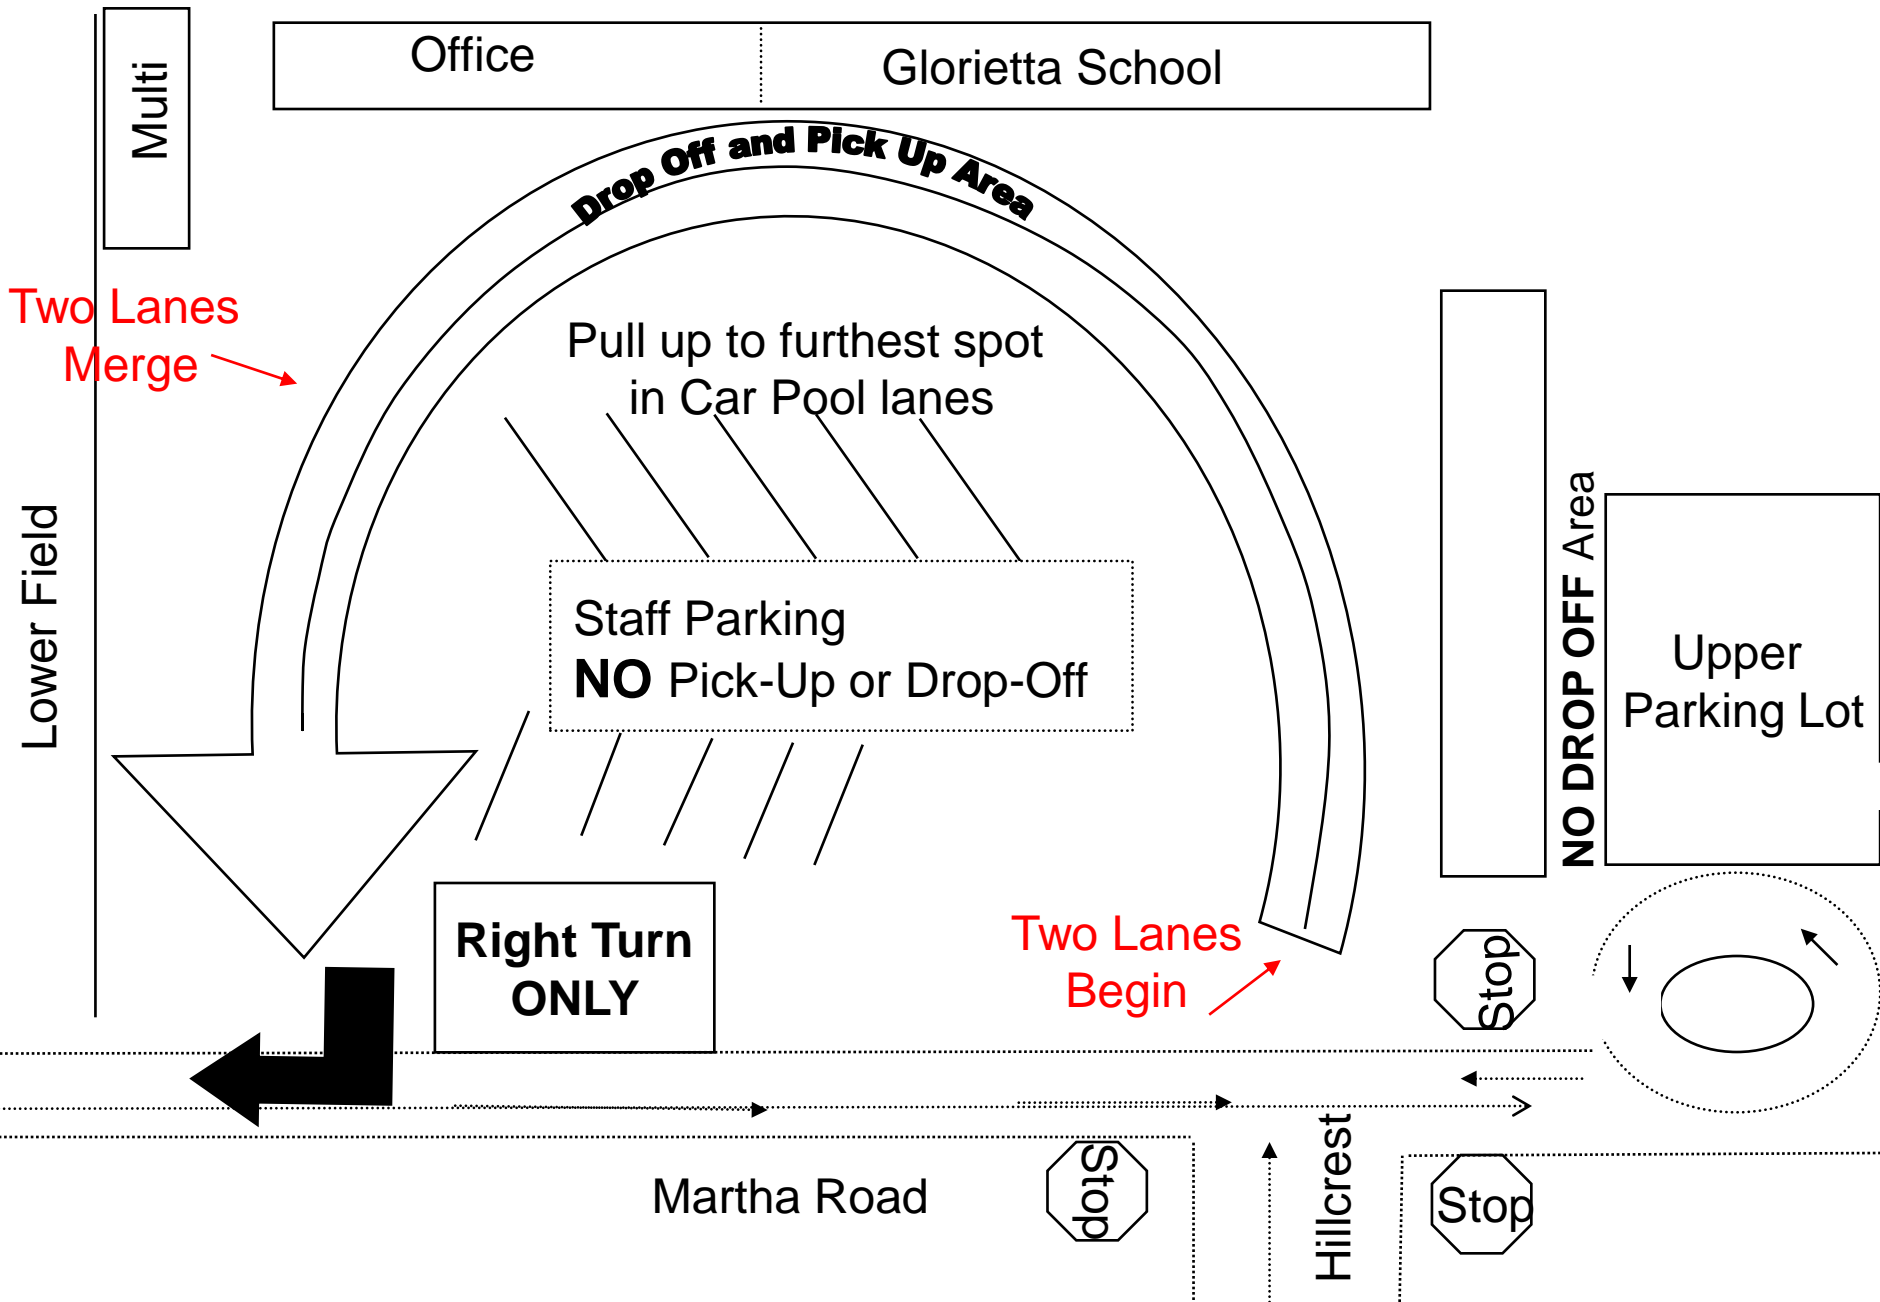 Multi
Office
Glorietta School
Drop Off and Pick Up Area
Two Lanes
Merge
Pull up to furthest spot
in Car Pool lanes
Lower Field
Staff Parking
NO Pick-Up or Drop-Off
NO DROP OFF Area
Upper
Parking Lot
Right Turn
ONLY
Two Lanes
Begin
Stop
Martha Road
Stop
Hillcrest
Stop